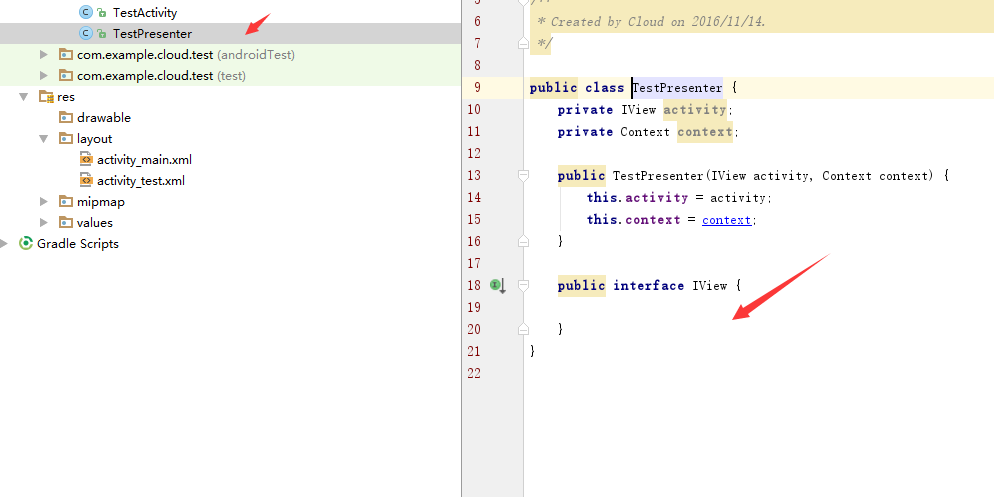 TestActivity
TestPresenter
com.example.cloud.test (androidTest)
com.example.cloud.test (test)
res
drawable
layout
activity_main.xml
activity_test.xml
mipmap
values
Gradle Scripts
6 * Created by Cloud on 2016/11/14.
7 */
8
9 public class TestPresenter {
10 private IView activity;
11 private Context context;
12
13 public TestPresenter(IView activity, Context context) {
14 this.activity = activity;
15 this.context = context;
16 }
17
18 public interface IView {
19
20 }
21 }
22